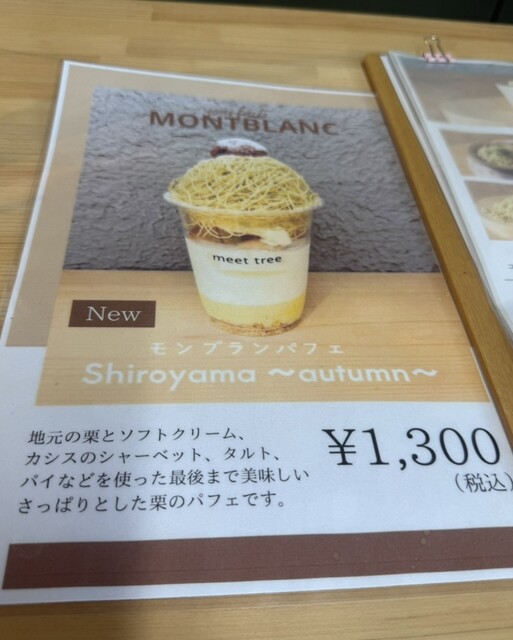 MONTBLANC
meet tree
New
モンブランパフェ
Shiroyama 〜autumn〜
地元の栗とソフトクリーム、
カシスのシャーベット、タルト、
パイなどを使った最後まで美味しい
さっぱりとした栗のパフェです。
¥1,300
(税込)